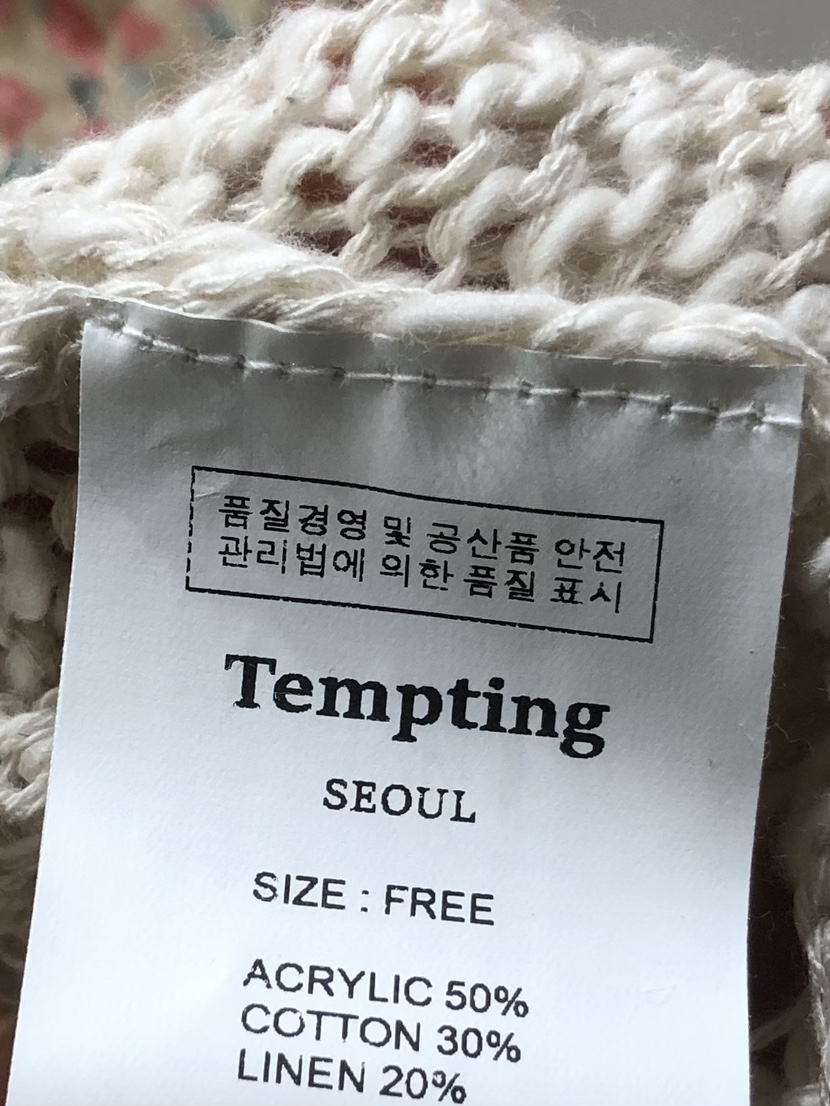 품질경영 및 공산품 안전
관리법에 의한 품질 표시
Tempting
SEOUL
SIZE : FREE
ACRYLIC 50%
COTTON 30%
LINEN 20%